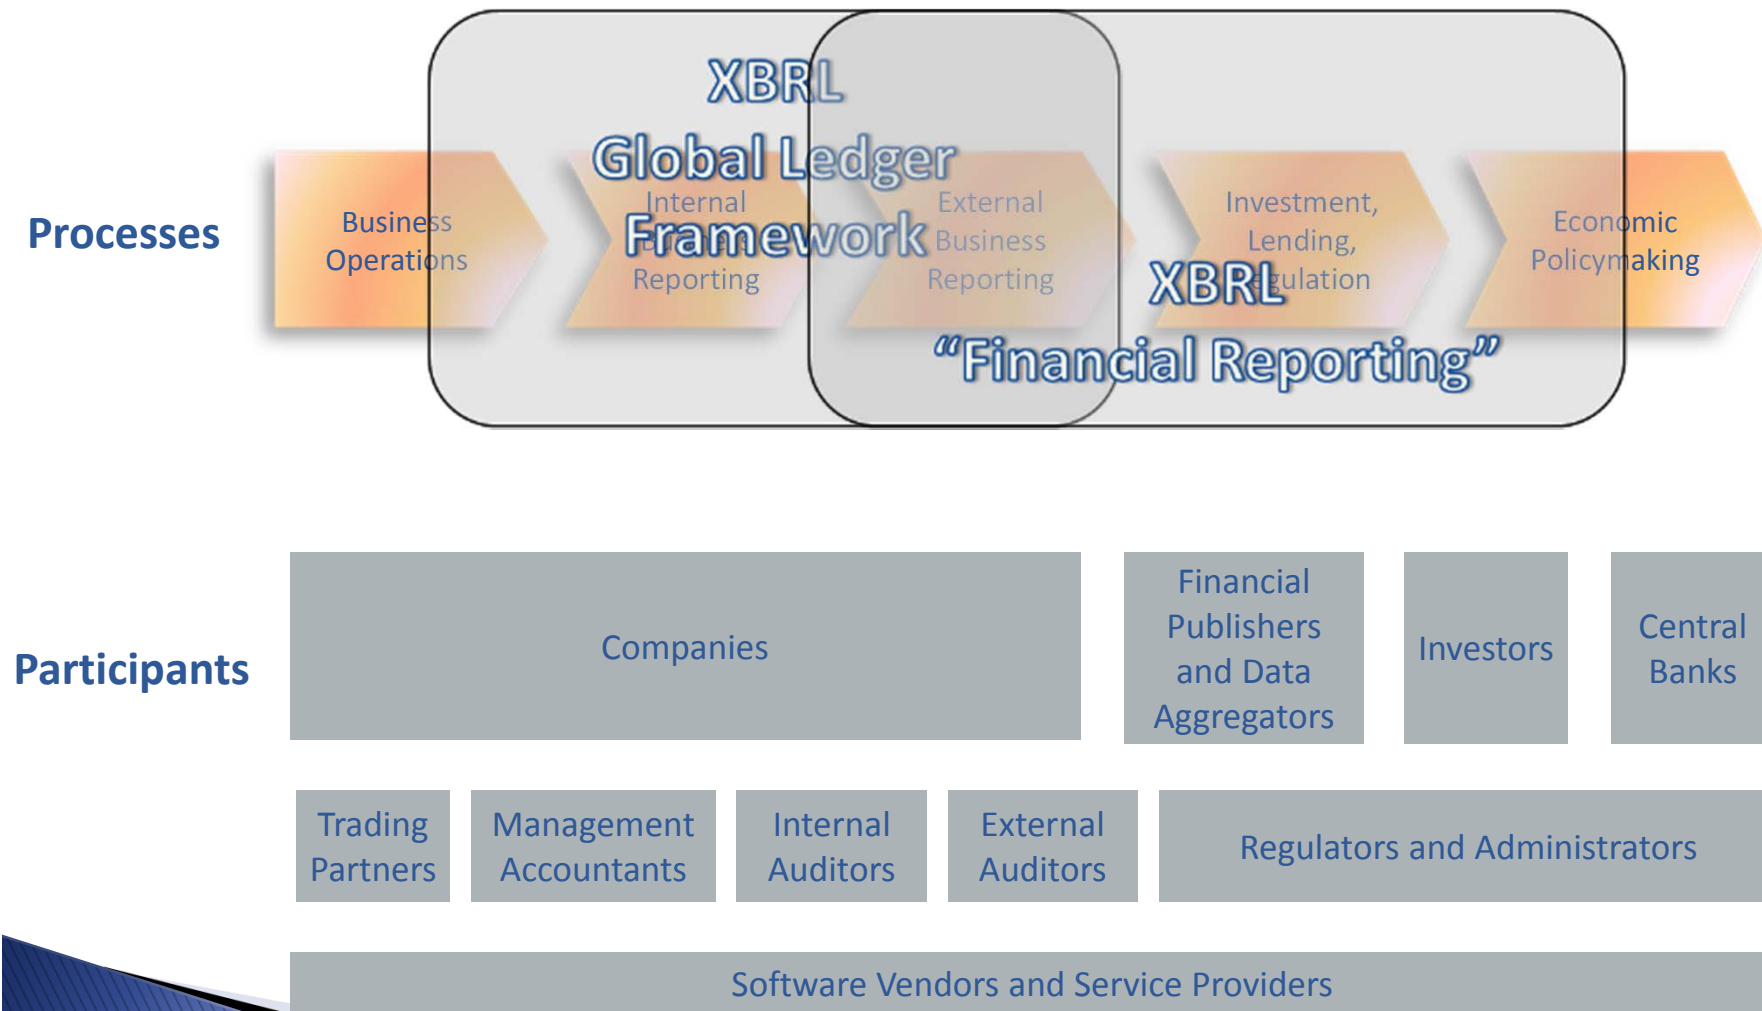 XBRL
Global Ledger
Framework
XBRL
“Financial Reporting”
Processes
Business
Operations
Internal
Business
Reporting
External
Business
Reporting
Investment,
Lending,
Regulation
Economic
Policymaking
Participants
Companies
Financial
Publishers
and Data
Aggregators
Investors
Central
Banks
Trading
Partners
Management
Accountants
Internal
Auditors
External
Auditors
Regulators and Administrators
Software Vendors and Service Providers